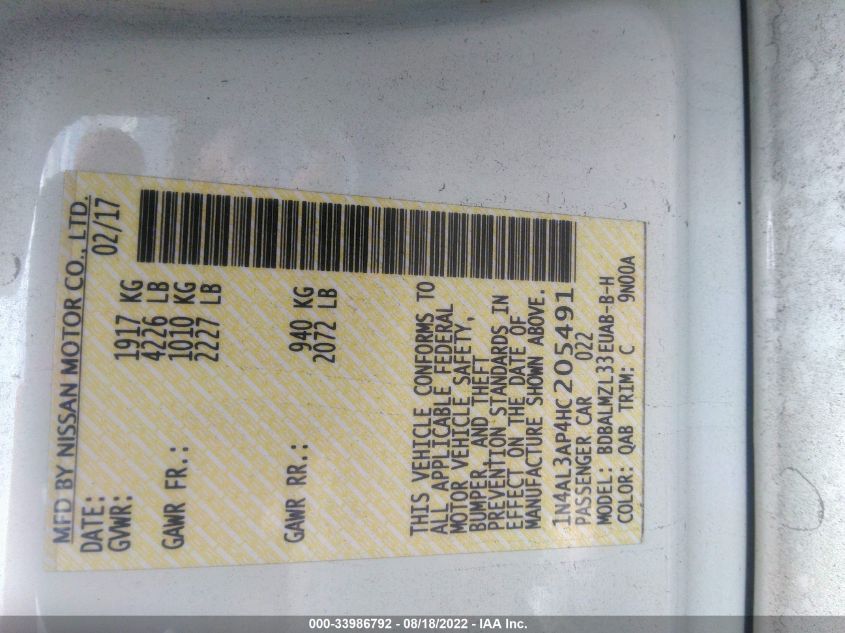 MFD BY NISSAN MOTOR CO., LTD.
DATE: 02/17
GVWR: 1917 KG
4226 LB
GAWR FR.: 1010 KG
2227 LB
GAWR RR.: 940 KG
2072 LB
THIS VEHICLE CONFORMS TO
ALL APPLICABLE FEDERAL
MOTOR VEHICLE SAFETY,
BUMPER, AND THEFT
PREVENTION STANDARDS IN
EFFECT ON THE DATE OF
MANUFACTURE SHOWN ABOVE.
1N4AL3AP4HC205491
PASSENGER CAR 022
MODEL: BDBALMZL33EUAB-B-H
COLOR: QAB TRIM: C 9N00A
000-33986792 - 08/18/2022 - IAA Inc.